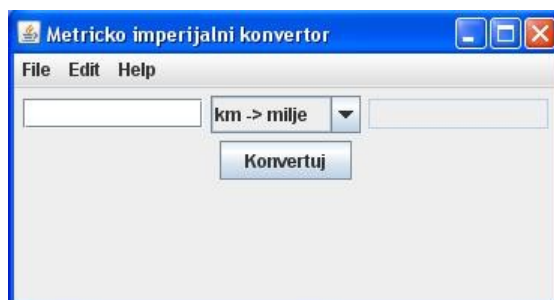 Metricko imperijalni konvertor
File Edit Help
km -> milje
Konvertuj